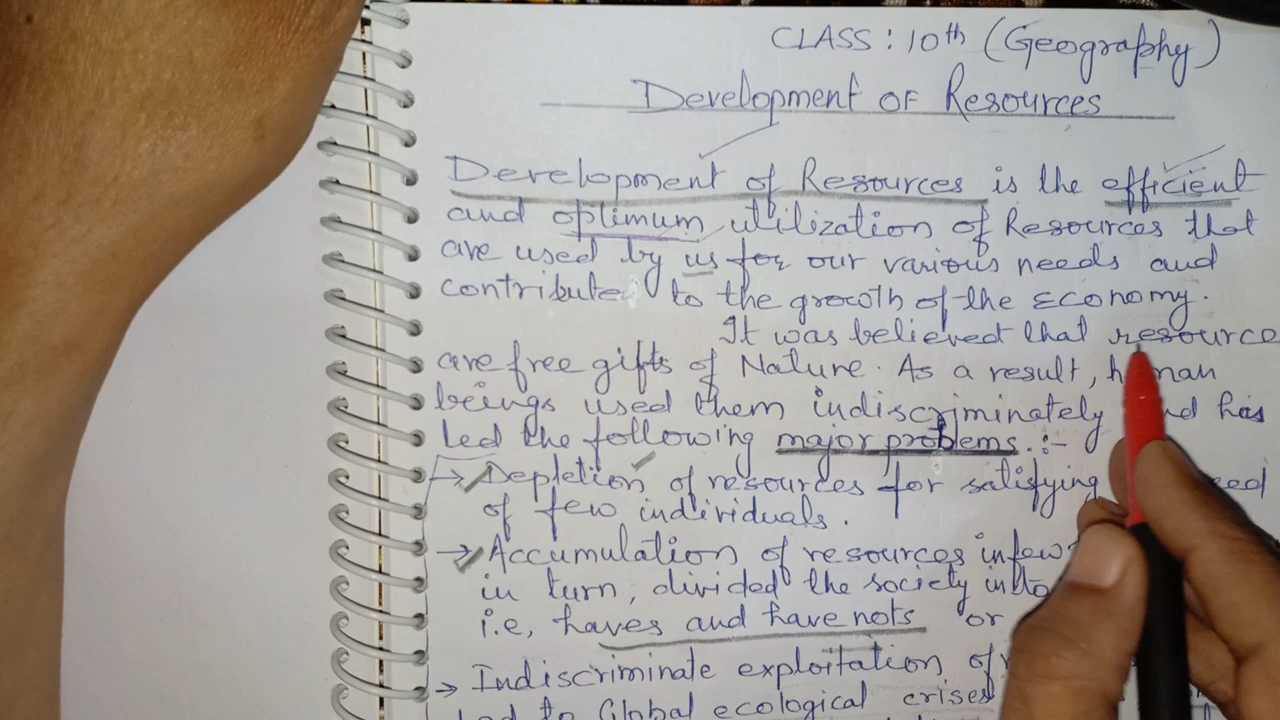 CLASS: 10th (Geography)
Development OF Resources
Development of Resources is the efficient
and optimum utilization of Resources that
are used by us for our various needs and
contribute to the growth of the Economy.
It was believed that resource
are free gifts of Nature. As a result, human
beings used them indiscriminately and has
led the following major problems :-
→ Depletion of resources for satisfying
of few individuals.
→ Accumulation of resources in few
in turn, divided the society into
i.e, haves and have nots or
→ Indiscriminate exploitation of
led to Global ecological crises